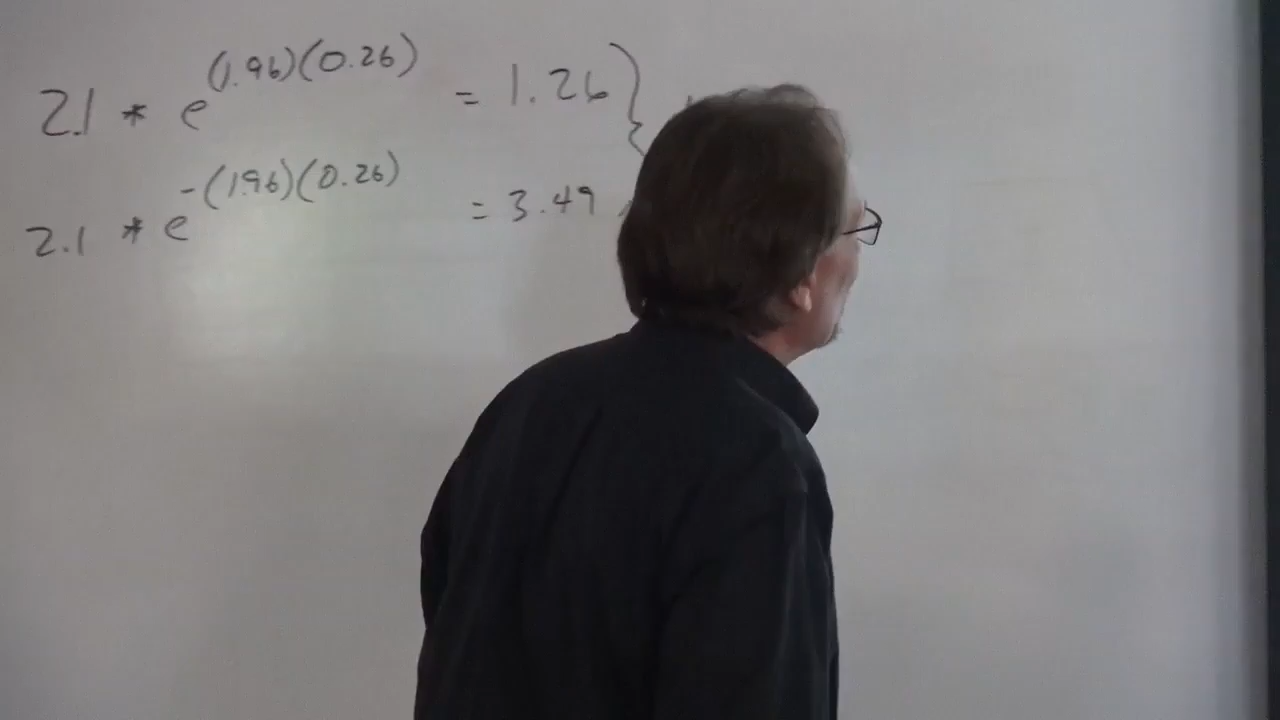 2.1 * e^(1.96)(0.26) = 1.26 }
2.1 * e^-(1.96)(0.26) = 3.49